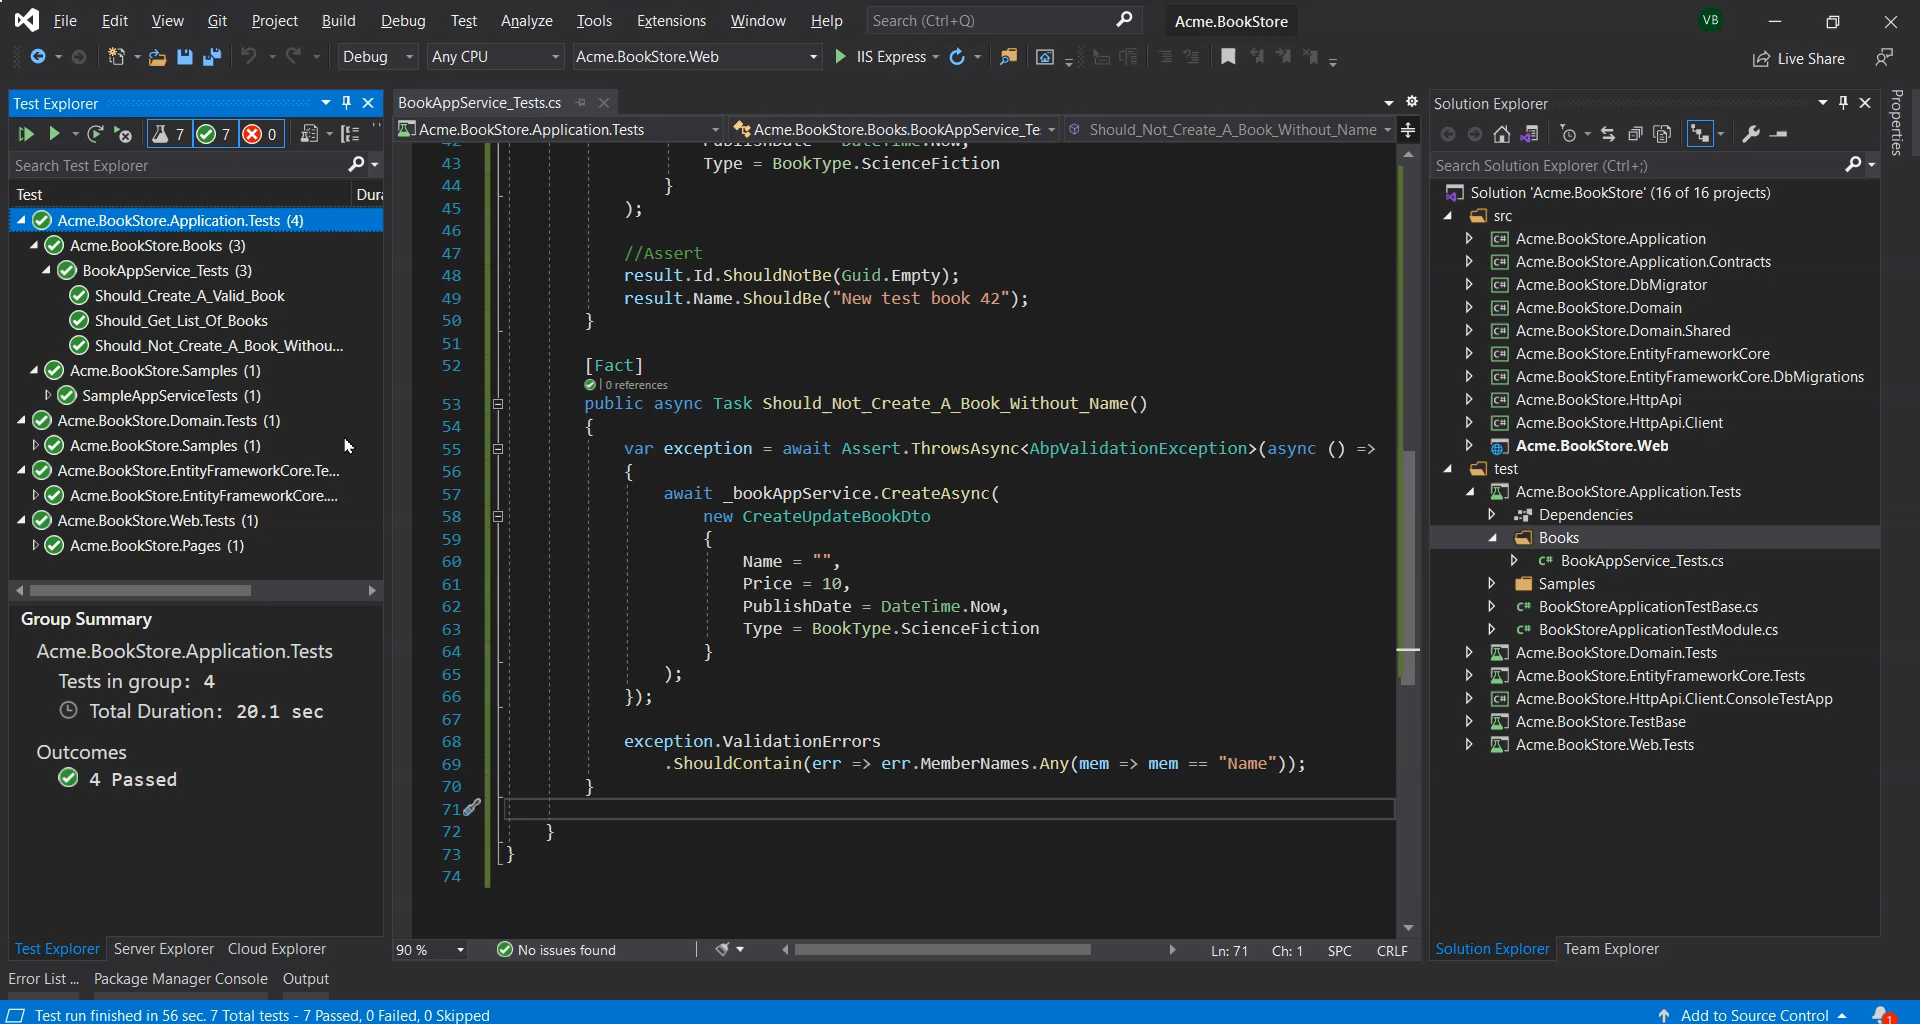 File Edit View Git Project Build Debug Test Analyze Tools Extensions Window Help Search (Ctrl+Q) Acme.BookStore VB
Debug Any CPU Acme.BookStore.Web IIS Express Live Share
Test Explorer
7 7 0
Search Test Explorer
Test Dura
Acme.BookStore.Application.Tests (4)
Acme.BookStore.Books (3)
BookAppService_Tests (3)
Should_Create_A_Valid_Book
Should_Get_List_Of_Books
Should_Not_Create_A_Book_Withou...
Acme.BookStore.Samples (1)
SampleAppServiceTests (1)
Acme.BookStore.Domain.Tests (1)
Acme.BookStore.Samples (1)
Acme.BookStore.EntityFrameworkCore.Te...
Acme.BookStore.EntityFrameworkCore....
Acme.BookStore.Web.Tests (1)
Acme.BookStore.Pages (1)
Group Summary
Acme.BookStore.Application.Tests
Tests in group: 4
Total Duration: 20.1 sec
Outcomes
4 Passed
Test Explorer Server Explorer Cloud Explorer
BookAppService_Tests.cs
Acme.BookStore.Application.Tests Acme.BookStore.Books.BookAppService_Te Should_Not_Create_A_Book_Without_Name
42 PublishDate = DateTime.Now,
43 Type = BookType.ScienceFiction
44 }
45 );
46
47 //Assert
48 result.Id.ShouldNotBe(Guid.Empty);
49 result.Name.ShouldBe("New test book 42");
50 }
51
52 [Fact]
0 references
53 public async Task Should_Not_Create_A_Book_Without_Name()
54 {
55 var exception = await Assert.ThrowsAsync<AbpValidationException>(async () =>
56 {
57 await _bookAppService.CreateAsync(
58 new CreateUpdateBookDto
59 {
60 Name = "",
61 Price = 10,
62 PublishDate = DateTime.Now,
63 Type = BookType.ScienceFiction
64 }
65 );
66 });
67
68 exception.ValidationErrors
69 .ShouldContain(err => err.MemberNames.Any(mem => mem == "Name"));
70 }
71
72 }
73 }
74
90 % No issues found Ln: 71 Ch: 1 SPC CRLF
Solution Explorer
Search Solution Explorer (Ctrl+;)
Solution 'Acme.BookStore' (16 of 16 projects)
src
Acme.BookStore.Application
Acme.BookStore.Application.Contracts
Acme.BookStore.DbMigrator
Acme.BookStore.Domain
Acme.BookStore.Domain.Shared
Acme.BookStore.EntityFrameworkCore
Acme.BookStore.EntityFrameworkCore.DbMigrations
Acme.BookStore.HttpApi
Acme.BookStore.HttpApi.Client
Acme.BookStore.Web
test
Acme.BookStore.Application.Tests
Dependencies
Books
C# BookAppService_Tests.cs
Samples
C# BookStoreApplicationTestBase.cs
C# BookStoreApplicationTestModule.cs
Acme.BookStore.Domain.Tests
Acme.BookStore.EntityFrameworkCore.Tests
Acme.BookStore.HttpApi.Client.ConsoleTestApp
Acme.BookStore.TestBase
Acme.BookStore.Web.Tests
Solution Explorer Team Explorer
Properties
Error List ... Package Manager Console Output
Test run finished in 56 sec. 7 Total tests - 7 Passed, 0 Failed, 0 Skipped Add to Source Control 1